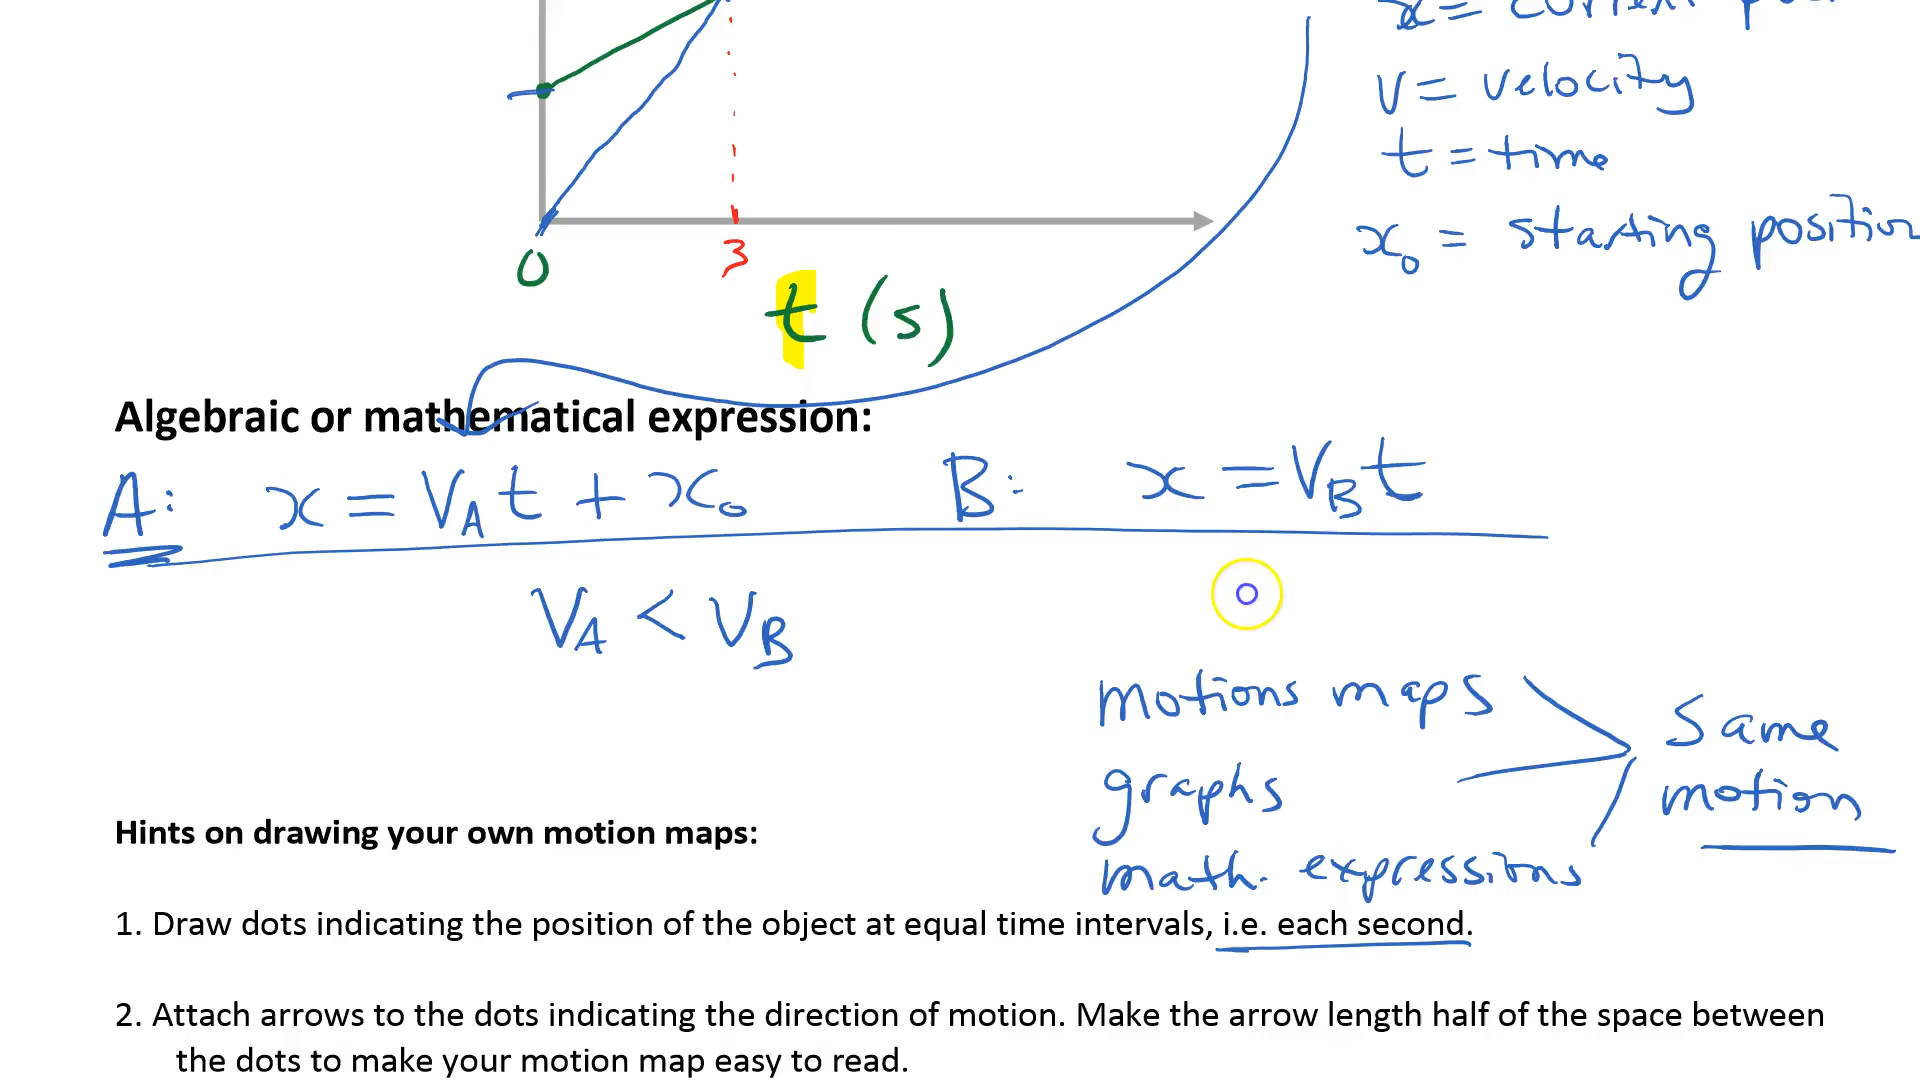 x = current
v = velocity
t = time
x₀ = starting position
0
3
t (s)
Algebraic or mathematical expression:
A: x = V_A t + x₀ B: x = V_B t
V_A < V_B
motions maps
graphs
math. expressions
Same
motion
Hints on drawing your own motion maps:
1. Draw dots indicating the position of the object at equal time intervals, i.e. each second.
2. Attach arrows to the dots indicating the direction of motion. Make the arrow length half of the space between
the dots to make your motion map easy to read.